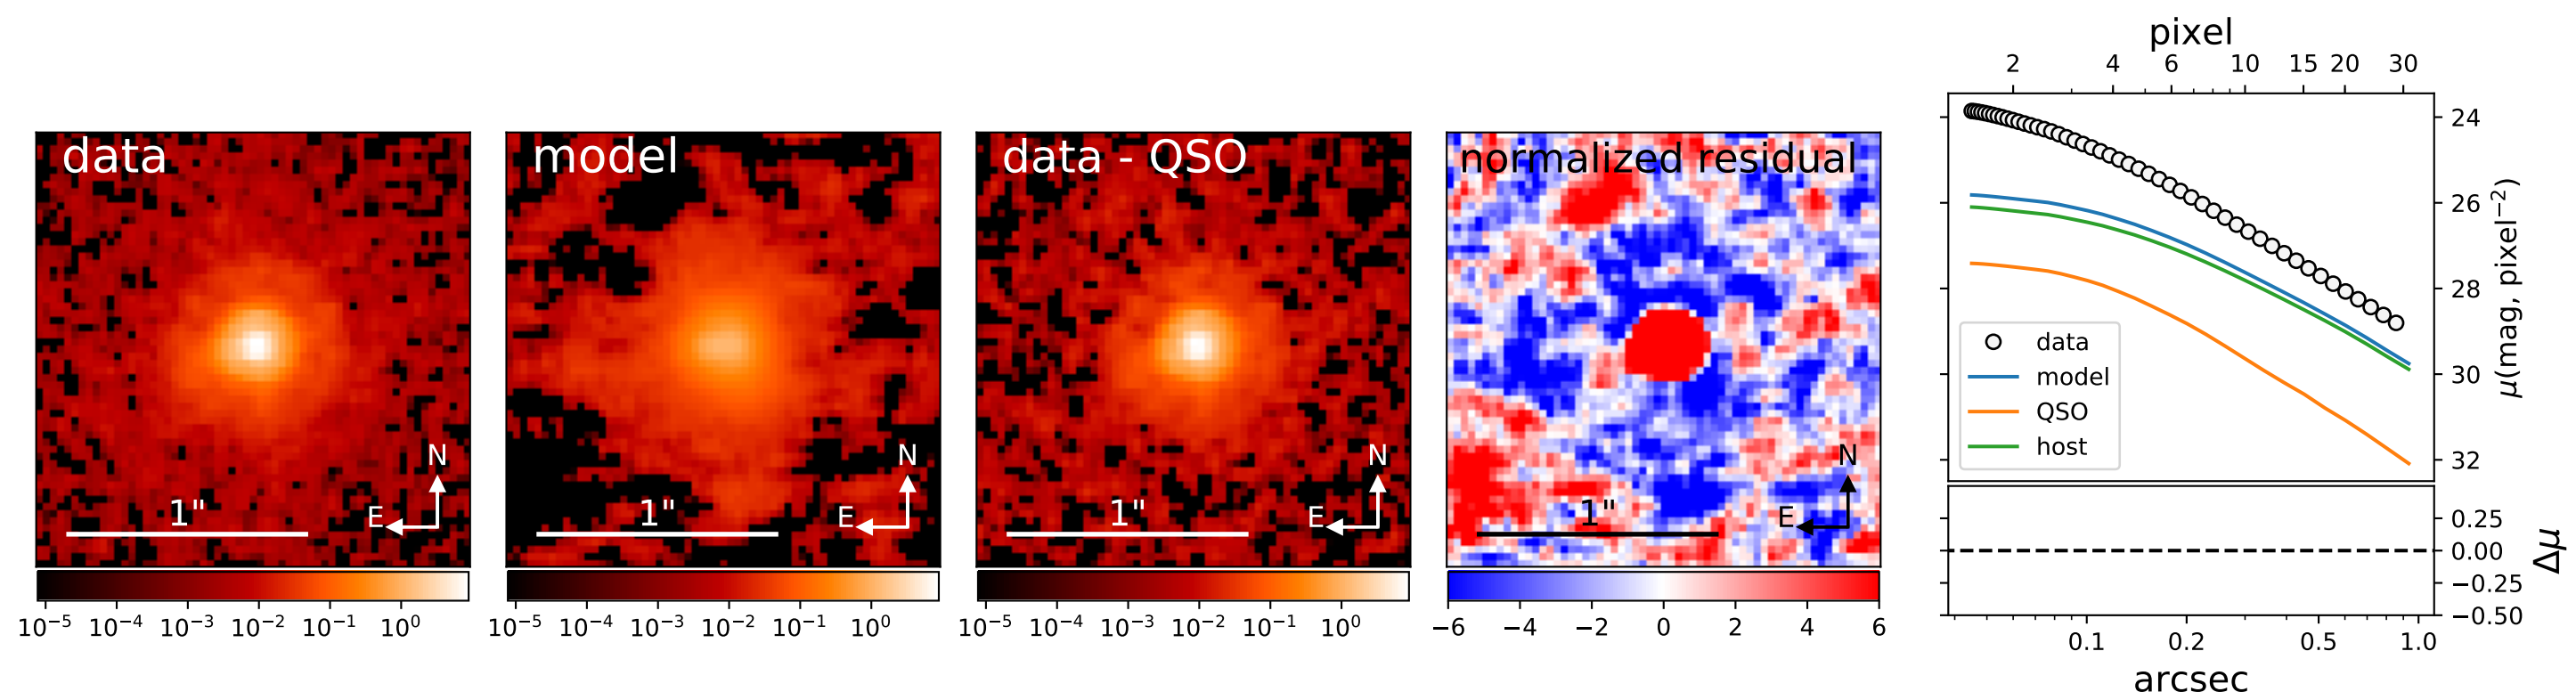 data
1"
N
E
10⁻⁵ 10⁻⁴ 10⁻³ 10⁻² 10⁻¹ 10⁰
model
1"
N
E
10⁻⁵ 10⁻⁴ 10⁻³ 10⁻² 10⁻¹ 10⁰
data - QSO
1"
N
E
10⁻⁵ 10⁻⁴ 10⁻³ 10⁻² 10⁻¹ 10⁰
normalized residual
1"
N
E
−6 −4 −2 0 2 4 6
pixel
2 4 6 10 15 20 30
24
26
28
30
32
μ(mag, pixel⁻²)
data
model
QSO
host
0.25
0.00
−0.25
−0.50
Δμ
0.1 0.2 0.5 1.0
arcsec